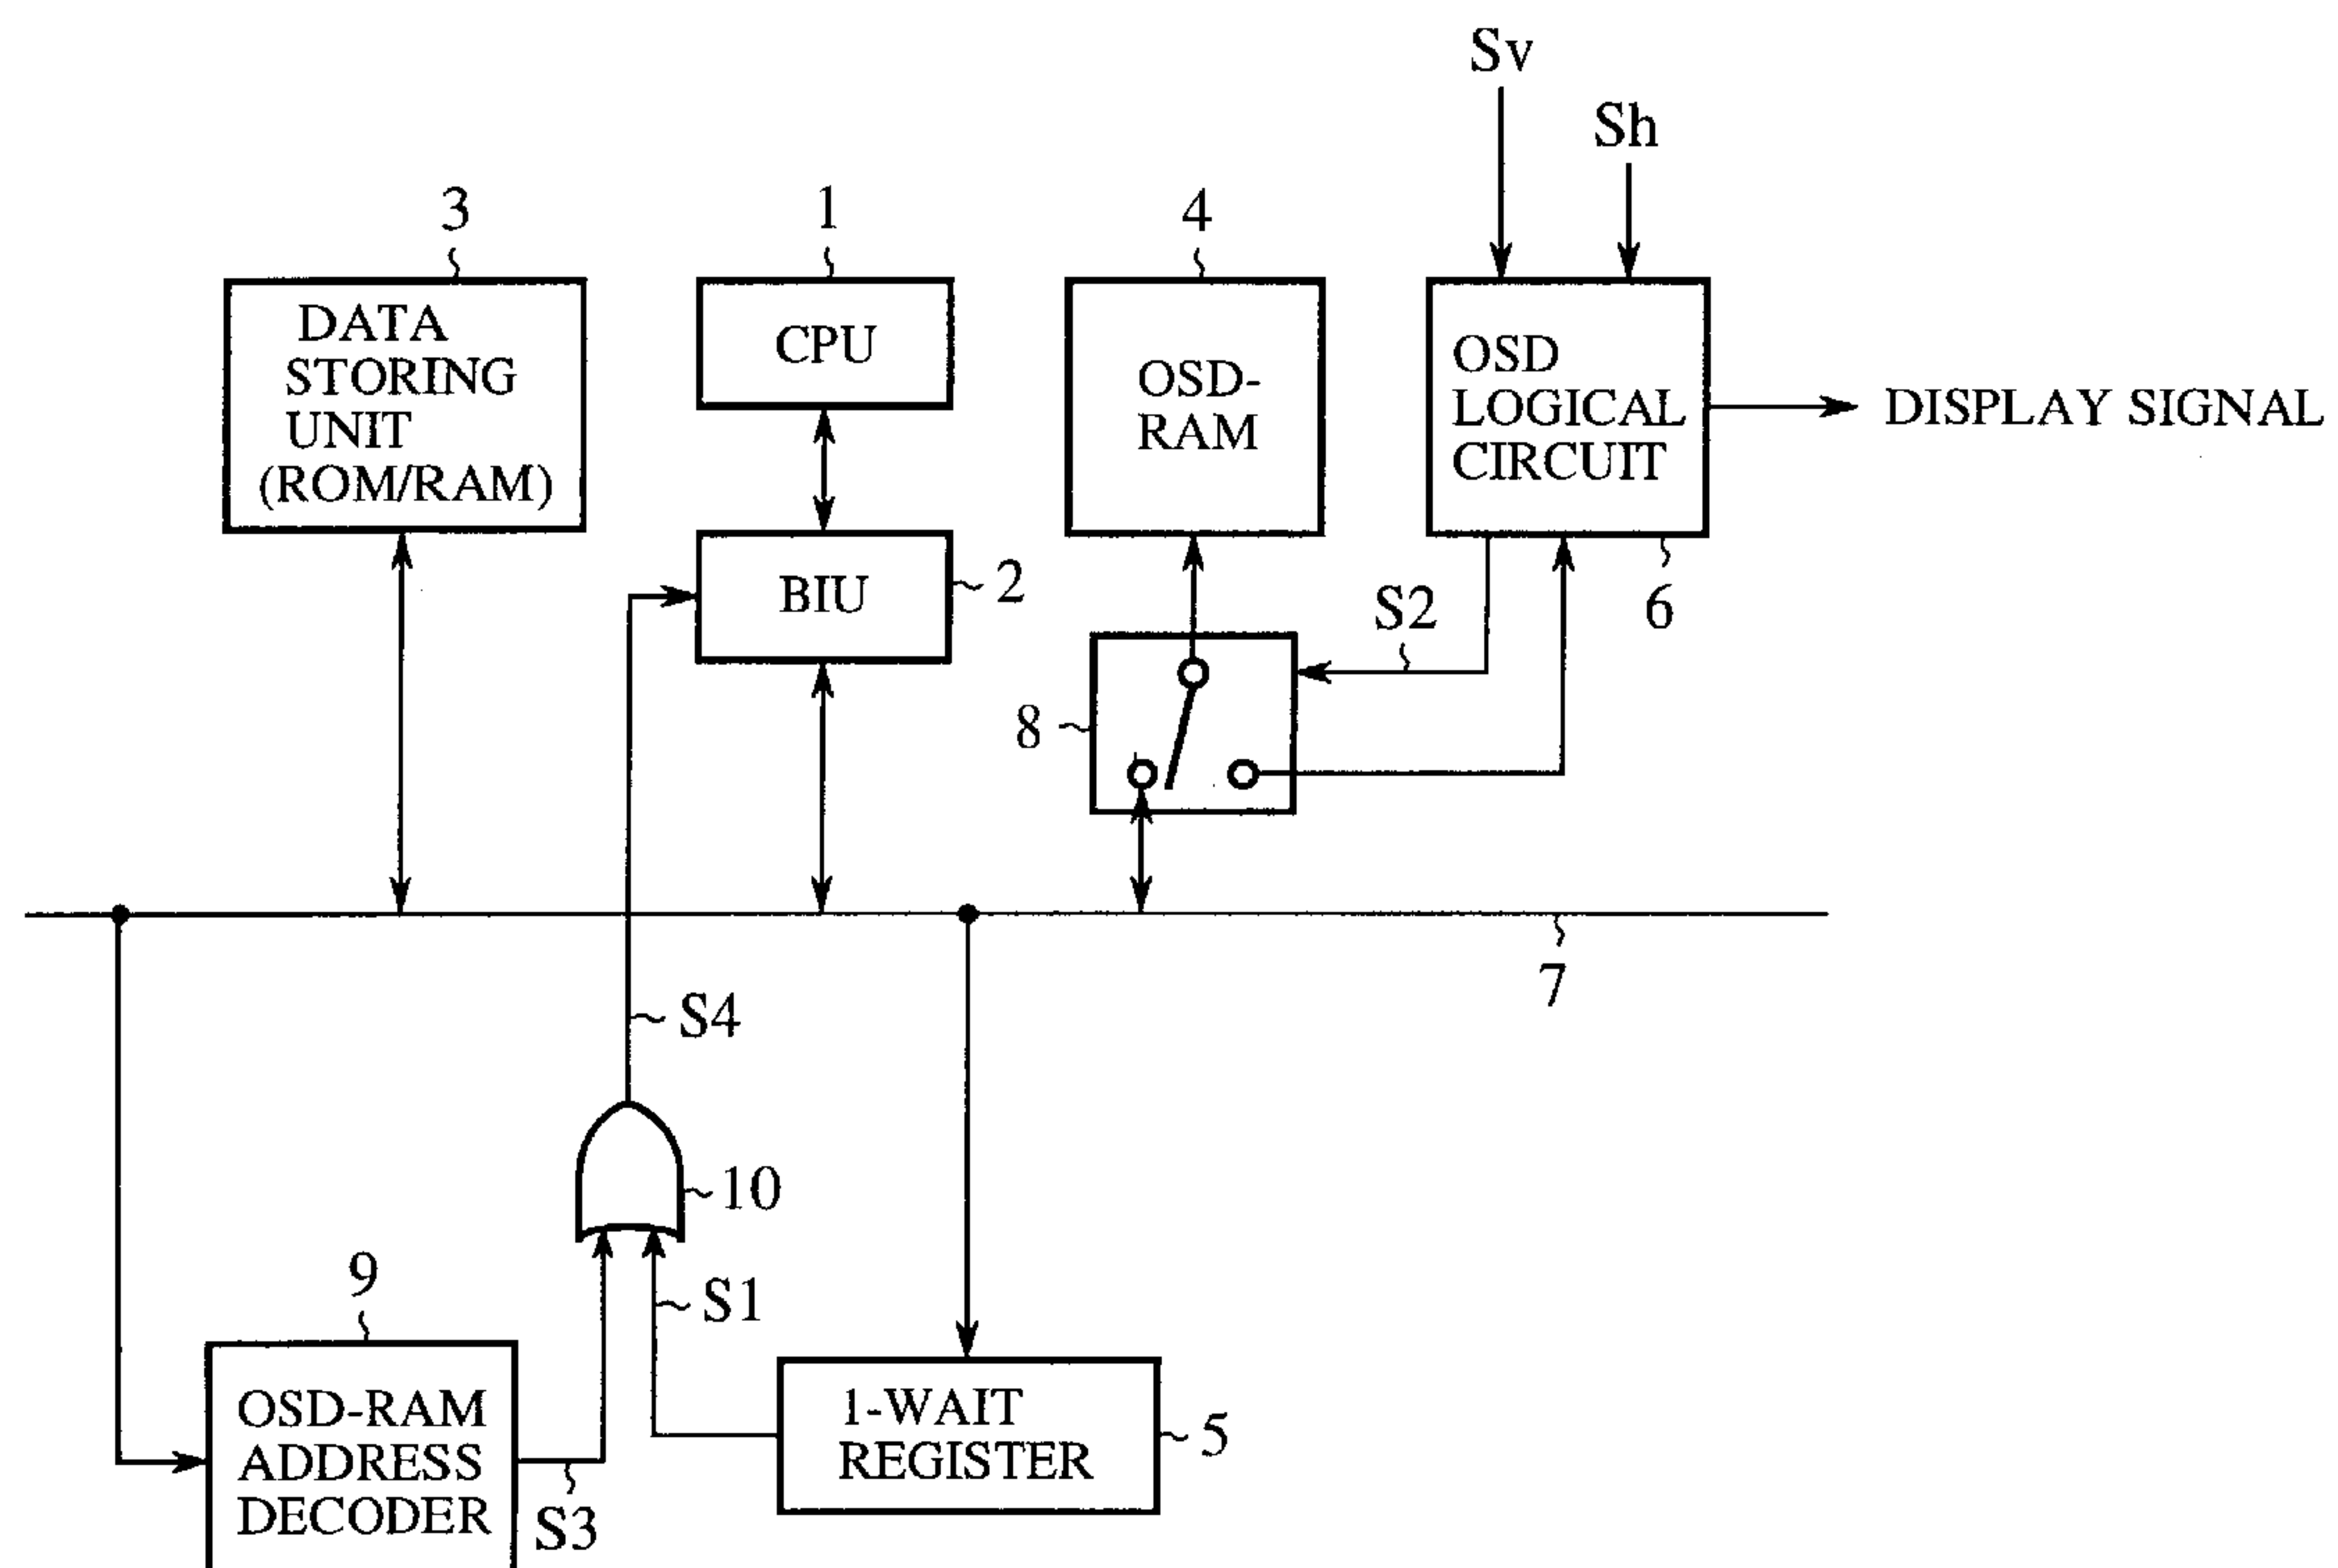 Sv
Sh
3
1
4
DATA
STORING
UNIT
(ROM/RAM)
CPU
OSD-
RAM
OSD
LOGICAL
CIRCUIT
DISPLAY SIGNAL
BIU
2
S2
6
8
7
S4
10
9
S1
OSD-RAM
ADDRESS
DECODER
S3
1-WAIT
REGISTER
5